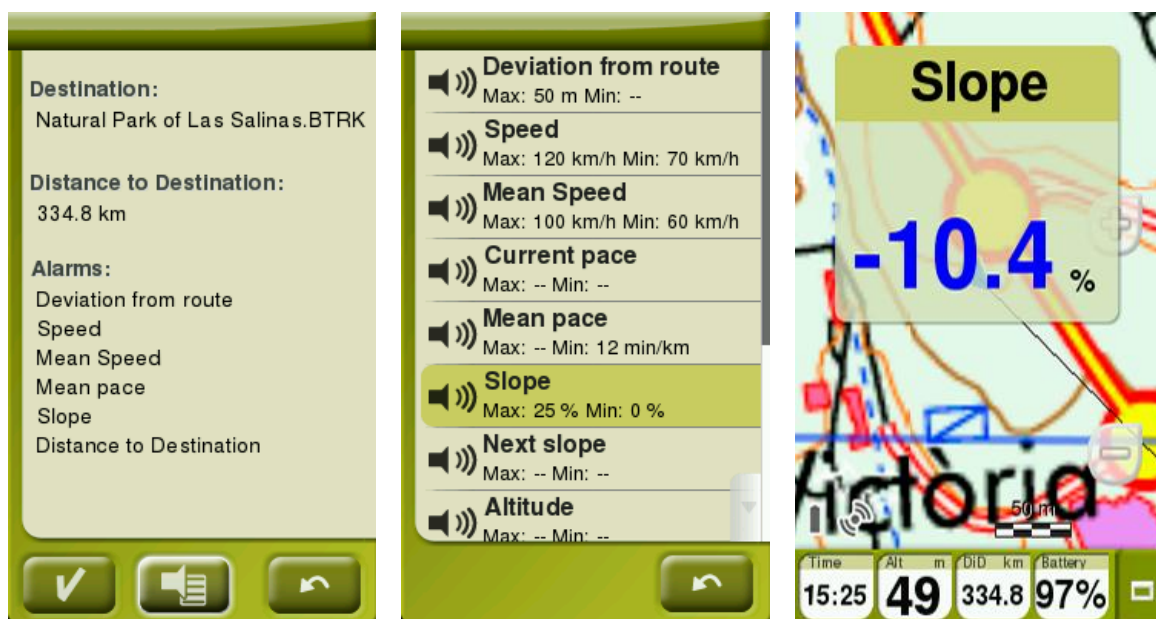 Destination:
Natural Park of Las Salinas.BTRK
Distance to Destination:
334.8 km
Alarms:
Deviation from route
Speed
Mean Speed
Mean pace
Slope
Distance to Destination
Deviation from route
Max: 50 m Min: --
Speed
Max: 120 km/h Min: 70 km/h
Mean Speed
Max: 100 km/h Min: 60 km/h
Current pace
Max: -- Min: --
Mean pace
Max: -- Min: 12 min/km
Slope
Max: 25 % Min: 0 %
Next slope
Max: -- Min: --
Altitude
Max: -- Min: --
Slope
-10.4 %
Victòria
50 m
Time
15:25
Alt m
49
DiD km
334.8
Battery
97%